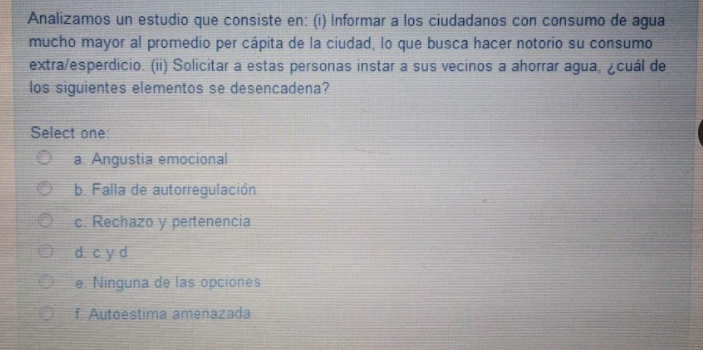 Analizamos un estudio que consiste en: (i) Informar a los ciudadanos con consumo de agua
mucho mayor al promedio per cápita de la ciudad, lo que busca hacer notorio su consumo
extra/esperdicio. (ii) Solicitar a estas personas instar a sus vecinos a ahorrar agua, ¿cuál de
los siguientes elementos se desencadena?
Select one:
a. Angustia emocional
b. Falla de autorregulación
c. Rechazo y pertenencia
d. c y d
e. Ninguna de las opciones
f. Autoestima amenazada